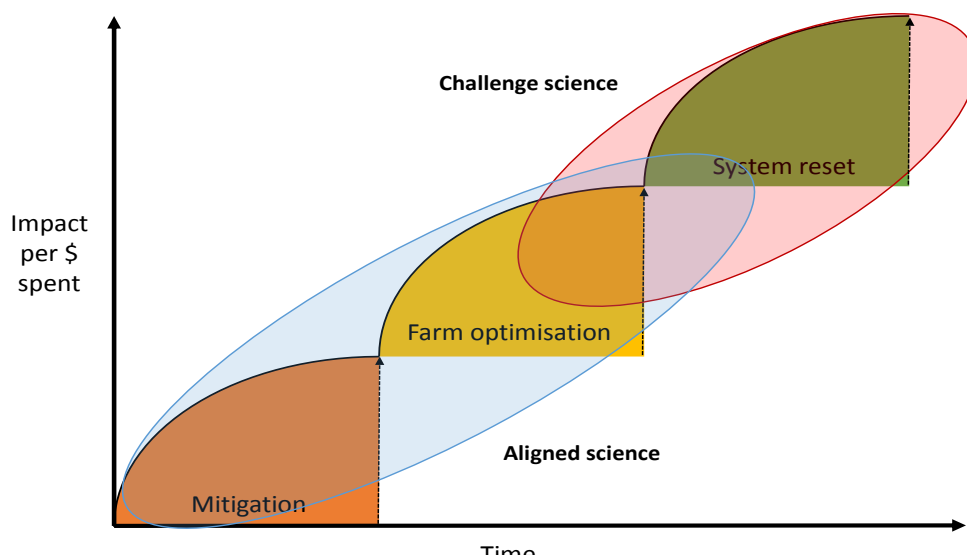 Challenge science
System reset
Impact
per $
spent
Farm optimisation
Aligned science
Mitigation
Time